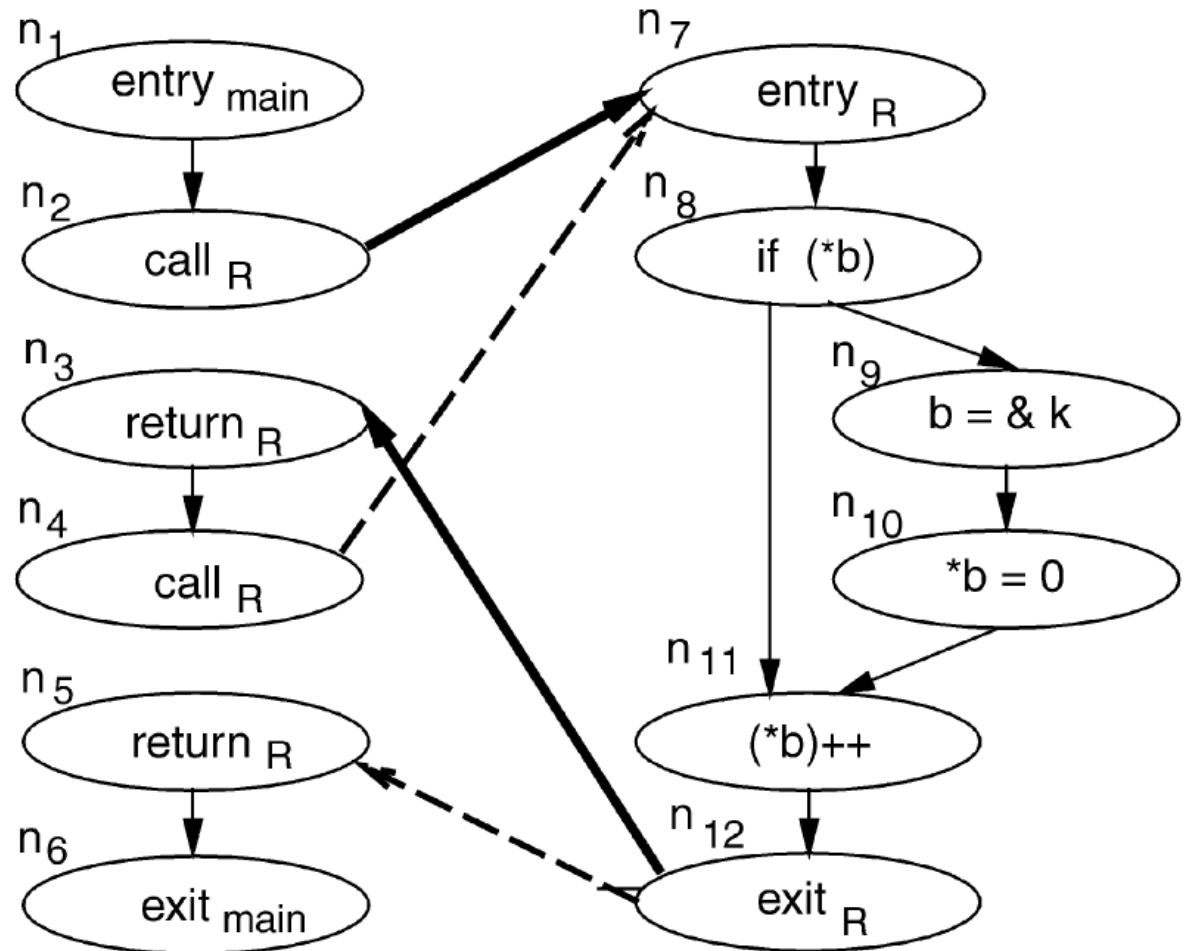 n1
entry main
n2
call R
n3
return R
n4
call R
n5
return R
n6
exit main
n7
entry R
n8
if (*b)
n9
b = & k
n10
*b = 0
n11
(*b)++
n12
exit R